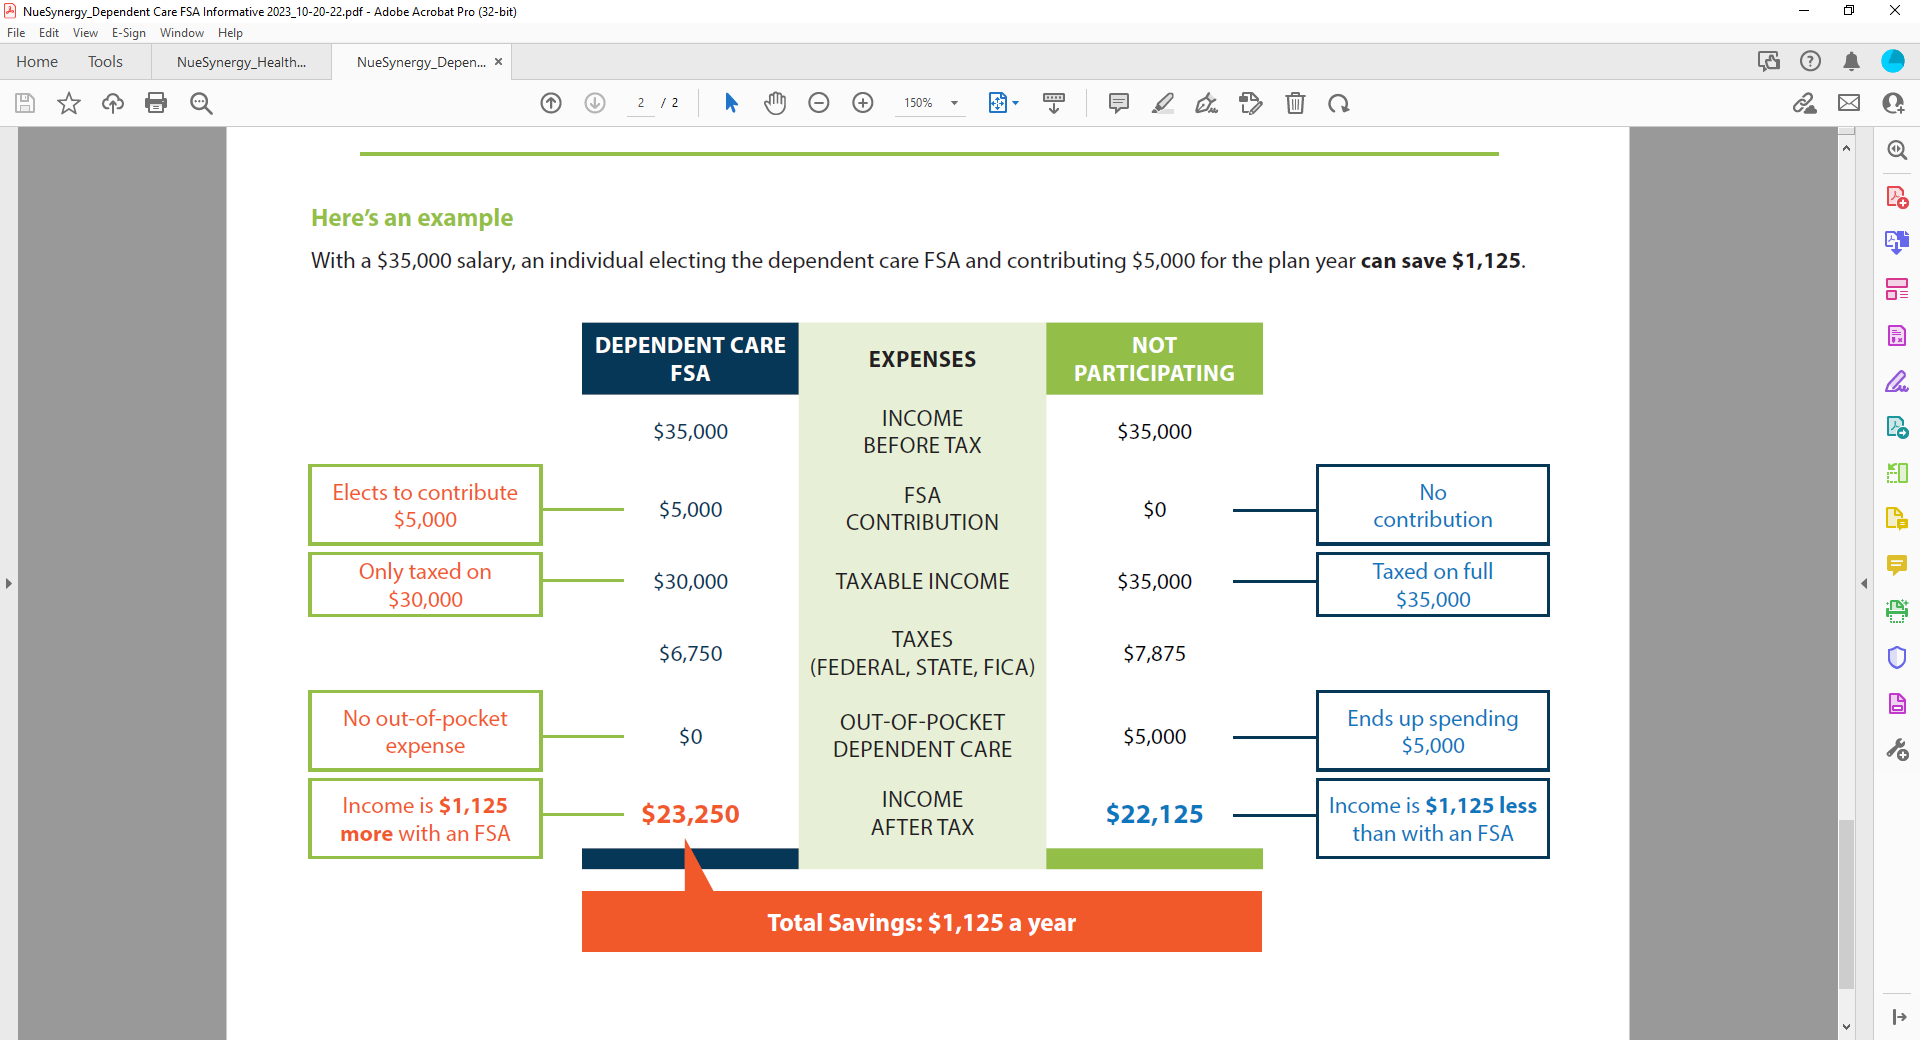 NueSynergy_Dependent Care FSA Informative 2023_10-20-22.pdf - Adobe Acrobat Pro (32-bit)
File Edit View E-Sign Window Help
Home Tools NueSynergy_Health... NueSynergy_Depen... ×
2 / 2 150%
Here's an example
With a $35,000 salary, an individual electing the dependent care FSA and contributing $5,000 for the plan year can save $1,125.
DEPENDENT CARE
FSA
EXPENSES
NOT
PARTICIPATING
$35,000
INCOME
BEFORE TAX
$35,000
Elects to contribute
$5,000
$5,000
FSA
CONTRIBUTION
$0
No
contribution
Only taxed on
$30,000
$30,000
TAXABLE INCOME
$35,000
Taxed on full
$35,000
$6,750
TAXES
(FEDERAL, STATE, FICA)
$7,875
No out-of-pocket
expense
$0
OUT-OF-POCKET
DEPENDENT CARE
$5,000
Ends up spending
$5,000
Income is $1,125
more with an FSA
$23,250
INCOME
AFTER TAX
$22,125
Income is $1,125 less
than with an FSA
Total Savings: $1,125 a year